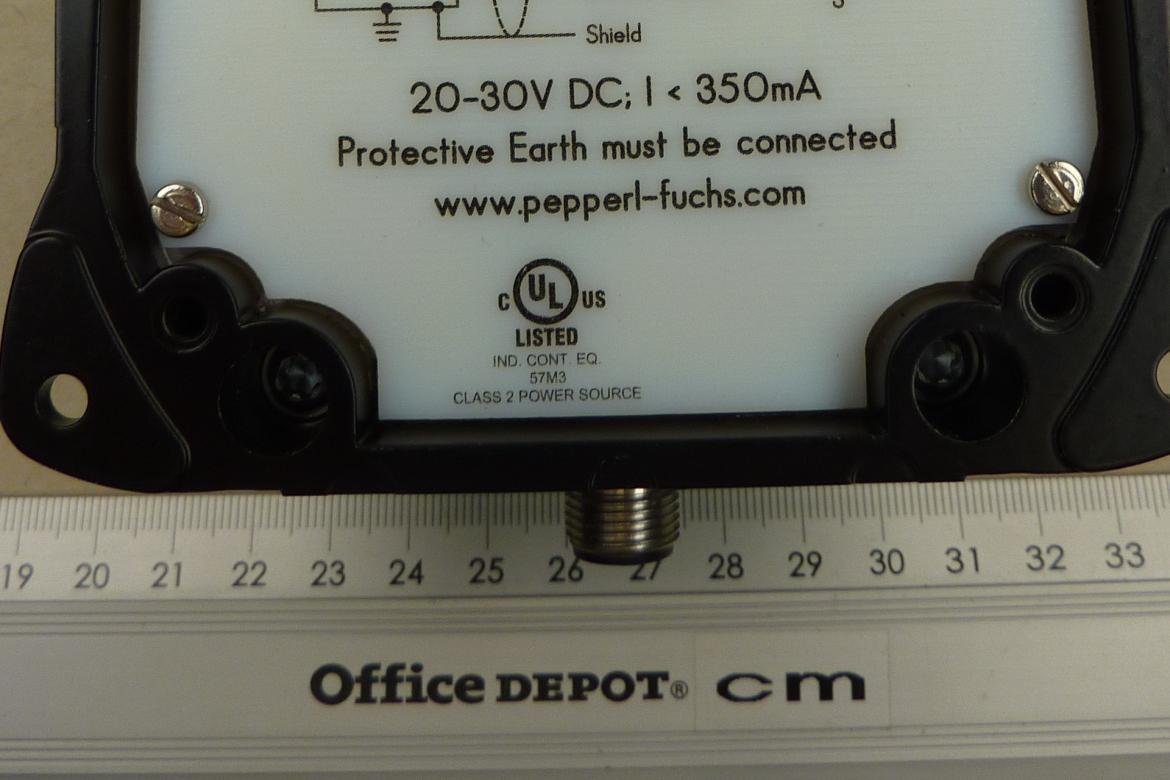 Shield
20-30V DC; I < 350mA
Protective Earth must be connected
www.pepperl-fuchs.com
C UL US
LISTED
IND. CONT. EQ.
57M3
CLASS 2 POWER SOURCE
19 20 21 22 23 24 25 26 27 28 29 30 31 32 33
Office DEPOT® cm